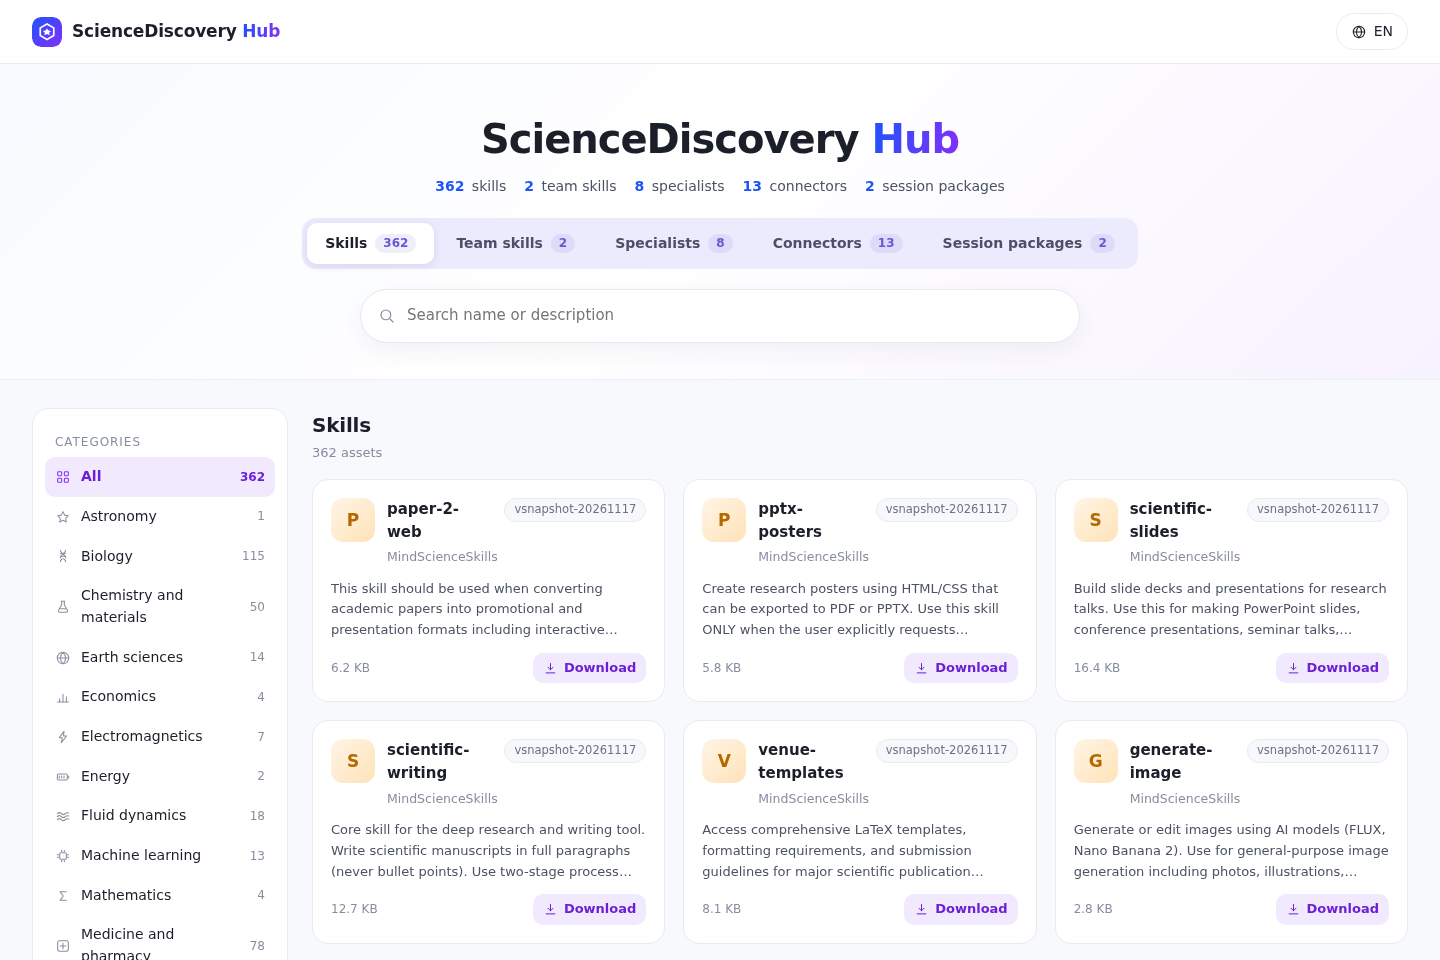 ScienceDiscovery Hub
EN
ScienceDiscovery Hub
362 skills 2 team skills 8 specialists 13 connectors 2 session packages
Skills 362 Team skills 2 Specialists 8 Connectors 13 Session packages 2
Search name or description
CATEGORIES
All 362
Astronomy 1
Biology 115
Chemistry and
materials 50
Earth sciences 14
Economics 4
Electromagnetics 7
Energy 2
Fluid dynamics 18
Machine learning 13
Mathematics 4
Medicine and
pharmacy 78
Skills
362 assets
P
paper-2-
web
vsnapshot-20261117
MindScienceSkills
This skill should be used when converting
academic papers into promotional and
presentation formats including interactive...
6.2 KB
Download
P
pptx-
posters
vsnapshot-20261117
MindScienceSkills
Create research posters using HTML/CSS that
can be exported to PDF or PPTX. Use this skill
ONLY when the user explicitly requests...
5.8 KB
Download
S
scientific-
slides
vsnapshot-20261117
MindScienceSkills
Build slide decks and presentations for research
talks. Use this for making PowerPoint slides,
conference presentations, seminar talks,...
16.4 KB
Download
S
scientific-
writing
vsnapshot-20261117
MindScienceSkills
Core skill for the deep research and writing tool.
Write scientific manuscripts in full paragraphs
(never bullet points). Use two-stage process...
12.7 KB
Download
V
venue-
templates
vsnapshot-20261117
MindScienceSkills
Access comprehensive LaTeX templates,
formatting requirements, and submission
guidelines for major scientific publication...
8.1 KB
Download
G
generate-
image
vsnapshot-20261117
MindScienceSkills
Generate or edit images using AI models (FLUX,
Nano Banana 2). Use for general-purpose image
generation including photos, illustrations,...
2.8 KB
Download